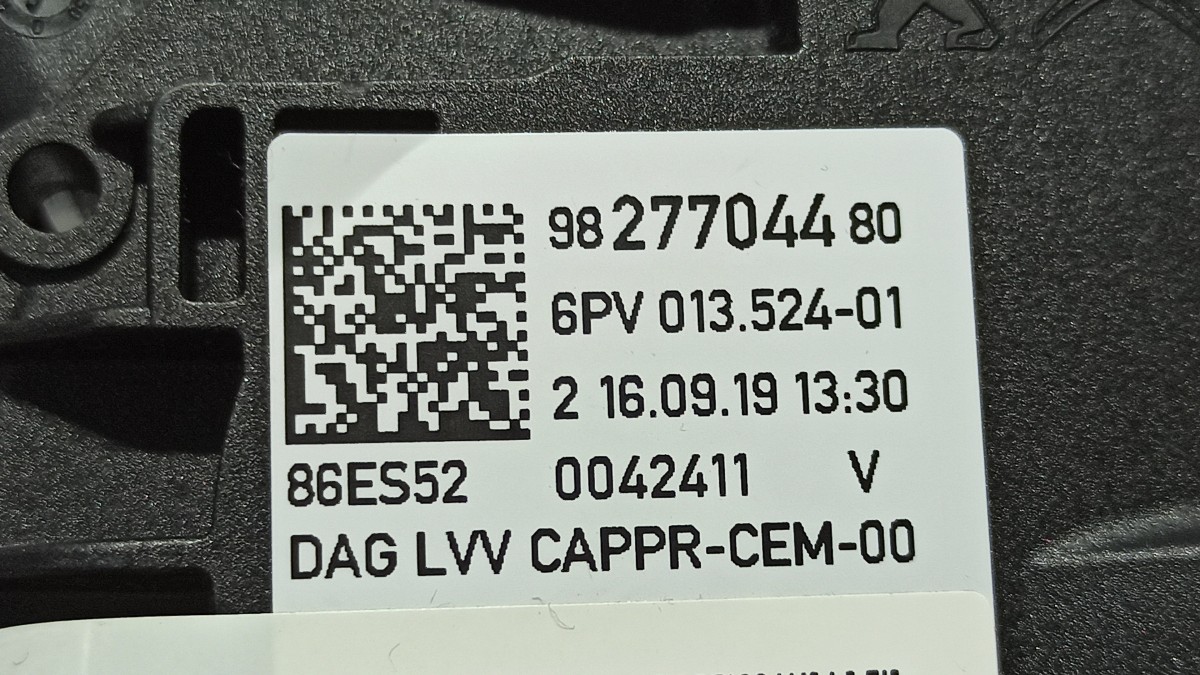 98 277044 80
6PV 013.524-01
2 16.09.19 13:30
86ES52 0042411 V
DAG LVV CAPPR-CEM-00